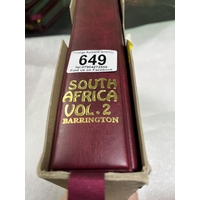 649
SOUTH
AFRICA
VOL. 2
BARRINGTON